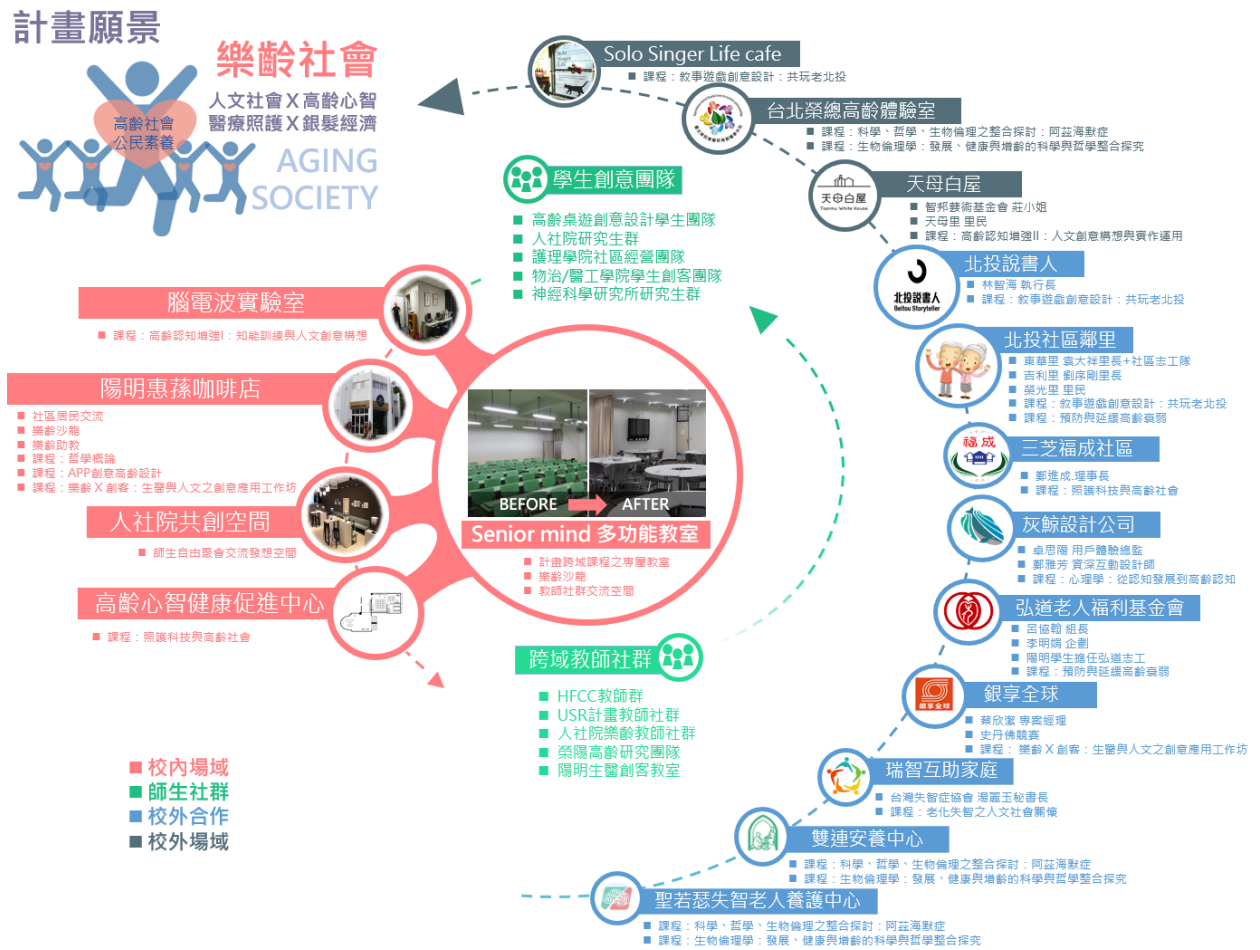 計畫願景
樂齡社會
人文社會X高齡心智
醫療照護X銀髮經濟
AGING
SOCIETY
高齡社會
公民素養
Solo Singer Life cafe
■ 課程：敘事遊戲創意設計：共玩老北投
台北榮總高齡體驗室
■ 課程：科學、哲學、生物倫理之整合探討：阿茲海默症
■ 課程：生物倫理學：發展、健康與增齡的科學與哲學整合探究
天母白屋
Tianmu White House
天母白屋
■ 智邦藝術基金會 莊小姐
■ 天母里 里民
■ 課程：高齡認知增強II：人文創意構想與實作運用
北投說書人
Beitou Storyteller
北投說書人
■ 林智海 執行長
■ 課程：敘事遊戲創意設計：共玩老北投
北投社區鄰里
■ 東華里 袁大祥里長+社區志工隊
■ 吉利里 劉序剛里長
■ 榮光里 里民
■ 課程：敘事遊戲創意設計：共玩老北投
■ 課程：預防與延緩高齡衰弱
福成
三芝福成社區
■ 鄭進成.理事長
■ 課程：照護科技與高齡社會
灰鯨設計公司
■ 卓思陽 用戶體驗總監
■ 鄭雅芳 資深互動設計師
■ 課程：心理學：從認知發展到高齡認知
弘道老人福利基金會
■ 呂協翰 組長
■ 李明娟 企劃
■ 陽明學生擔任弘道志工
■ 課程：預防與延緩高齡衰弱
銀享全球
銀享全球
■ 蔡欣潔 專案經理
■ 史丹佛競賽
■ 課程： 樂齡X創客：生醫與人文之創意應用工作坊
瑞智互助家庭
■ 台灣失智症協會 湯麗玉秘書長
■ 課程：老化失智之人文社會關懷
雙連安養中心
■ 課程：科學、哲學、生物倫理之整合探討：阿茲海默症
■ 課程：生物倫理學：發展、健康與增齡的科學與哲學整合探究
聖若瑟失智老人養護中心
■ 課程：科學、哲學、生物倫理之整合探討：阿茲海默症
■ 課程：生物倫理學：發展、健康與增齡的科學與哲學整合探究
學生創意團隊
■ 高齡桌遊創意設計學生團隊
■ 人社院研究生群
■ 護理學院社區經營團隊
■ 物治/醫工學院學生創客團隊
■ 神經科學研究所研究生群
腦電波實驗室
■ 課程：高齡認知增強I：知能訓練與人文創意構想
陽明惠蓀咖啡店
■ 社區居民交流
■ 樂齡沙龍
■ 樂齡助教
■ 課程：哲學概論
■ 課程：APP創意高齡設計
■ 課程：樂齡X創客：生醫與人文之創意應用工作坊
人社院共創空間
■ 師生自由聚會交流發想空間
高齡心智健康促進中心
■ 課程：照護科技與高齡社會
BEFORE
AFTER
Senior mind 多功能教室
■ 計畫跨域課程之專屬教室
■ 樂齡沙龍
■ 教師社群交流空間
跨域教師社群
■ HFCC教師群
■ USR計畫教師社群
■ 人社院樂齡教師社群
■ 榮陽高齡研究團隊
■ 陽明生醫創客教室
■ 校內場域
■ 師生社群
■ 校外合作
■ 校外場域